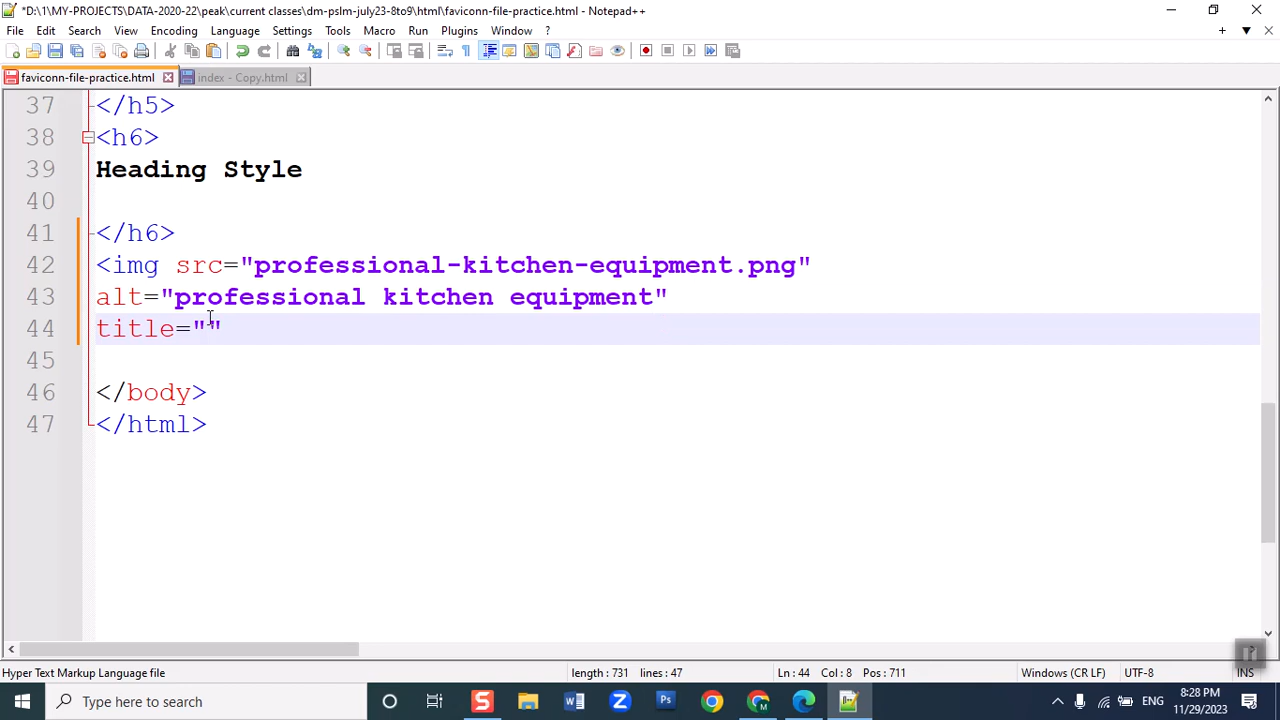 *D:\1\MY-PROJECTS\DATA-2020-22\peak\current classes\dm-pslm-july23-8to9\html\faviconn-file-practice.html - Notepad++
File Edit Search View Encoding Language Settings Tools Macro Run Plugins Window ?
faviconn-file-practice.html index - Copy.html
37 </h5>
38 <h6>
39 Heading Style
40
41 </h6>
42 <img src="professional-kitchen-equipment.png"
43 alt="professional kitchen equipment"
44 title=""
45
46 </body>
47 </html>
Hyper Text Markup Language file length : 731 lines : 47 Ln : 44 Col : 8 Pos : 711 Windows (CR LF) UTF-8 INS
Type here to search ENG 8:28 PM
11/29/2023